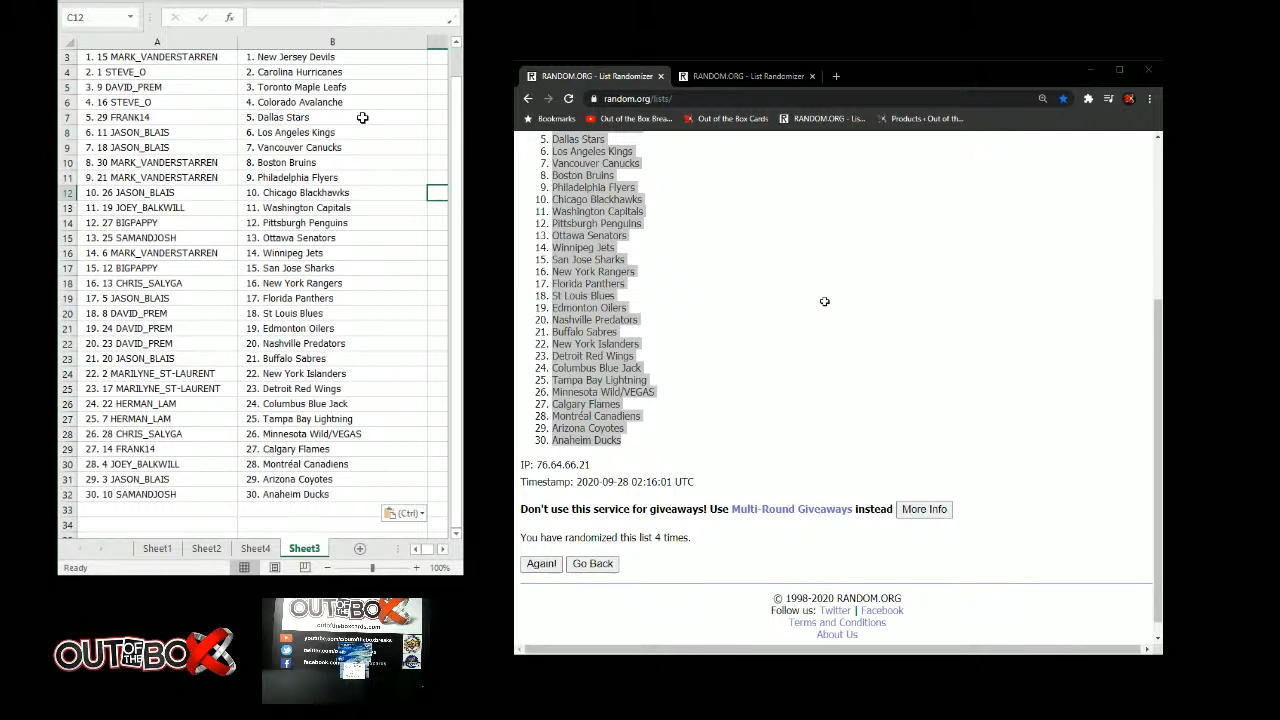 C12
A B
3 1. 15 MARK_VANDERSTARREN 1. New Jersey Devils
4 2. 1 STEVE_O 2. Carolina Hurricanes
5 3. 9 DAVID_PREM 3. Toronto Maple Leafs
6 4. 16 STEVE_O 4. Colorado Avalanche
7 5. 29 FRANK14 5. Dallas Stars
8 6. 11 JASON_BLAIS 6. Los Angeles Kings
9 7. 18 JASON_BLAIS 7. Vancouver Canucks
10 8. 30 MARK_VANDERSTARREN 8. Boston Bruins
11 9. 21 MARK_VANDERSTARREN 9. Philadelphia Flyers
12 10. 26 JASON_BLAIS 10. Chicago Blackhawks
13 11. 19 JOEY_BALKWILL 11. Washington Capitals
14 12. 27 BIGPAPPY 12. Pittsburgh Penguins
15 13. 25 SAMANDJOSH 13. Ottawa Senators
16 14. 6 MARK_VANDERSTARREN 14. Winnipeg Jets
17 15. 12 BIGPAPPY 15. San Jose Sharks
18 16. 13 CHRIS_SALYGA 16. New York Rangers
19 17. 5 JASON_BLAIS 17. Florida Panthers
20 18. 8 DAVID_PREM 18. St Louis Blues
21 19. 24 DAVID_PREM 19. Edmonton Oilers
22 20. 23 DAVID_PREM 20. Nashville Predators
23 21. 20 JASON_BLAIS 21. Buffalo Sabres
24 22. 2 MARILYNE_ST-LAURENT 22. New York Islanders
25 23. 17 MARILYNE_ST-LAURENT 23. Detroit Red Wings
26 24. 22 HERMAN_LAM 24. Columbus Blue Jack
27 25. 7 HERMAN_LAM 25. Tampa Bay Lightning
28 26. 28 CHRIS_SALYGA 26. Minnesota Wild/VEGAS
29 27. 14 FRANK14 27. Calgary Flames
30 28. 4 JOEY_BALKWILL 28. Montréal Canadiens
31 29. 3 JASON_BLAIS 29. Arizona Coyotes
32 30. 10 SAMANDJOSH 30. Anaheim Ducks
33
(Ctrl)
34
Sheet1 Sheet2 Sheet4 Sheet3
Ready 100%
RANDOM.ORG - List Randomizer RANDOM.ORG - List Randomizer
random.org/lists/
Bookmarks Out of the Box Brea... Out of the Box Cards RANDOM.ORG - Lis... Products ‹ Out of th...
5. Dallas Stars
6. Los Angeles Kings
7. Vancouver Canucks
8. Boston Bruins
9. Philadelphia Flyers
10. Chicago Blackhawks
11. Washington Capitals
12. Pittsburgh Penguins
13. Ottawa Senators
14. Winnipeg Jets
15. San Jose Sharks
16. New York Rangers
17. Florida Panthers
18. St Louis Blues
19. Edmonton Oilers
20. Nashville Predators
21. Buffalo Sabres
22. New York Islanders
23. Detroit Red Wings
24. Columbus Blue Jack
25. Tampa Bay Lightning
26. Minnesota Wild/VEGAS
27. Calgary Flames
28. Montréal Canadiens
29. Arizona Coyotes
30. Anaheim Ducks
IP: 76.64.66.21
Timestamp: 2020-09-28 02:16:01 UTC
Don't use this service for giveaways! Use Multi-Round Giveaways instead More Info
You have randomized this list 4 times.
Again! Go Back
© 1998-2020 RANDOM.ORG
Follow us: Twitter | Facebook
Terms and Conditions
About Us
OUT OF THE BOX
OUT OF THE BOX
outoftheboxcards.com